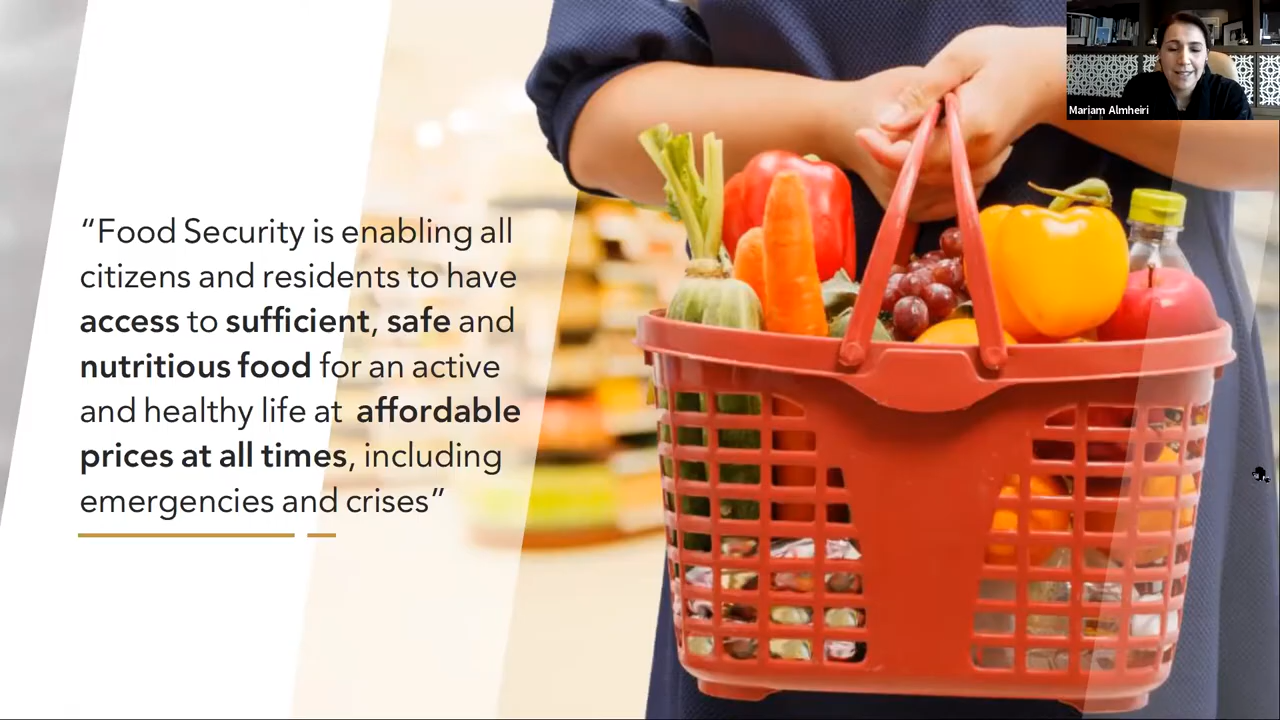 “Food Security is enabling all
citizens and residents to have
access to sufficient, safe and
nutritious food for an active
and healthy life at affordable
prices at all times, including
emergencies and crises”
Mariam Almheiri